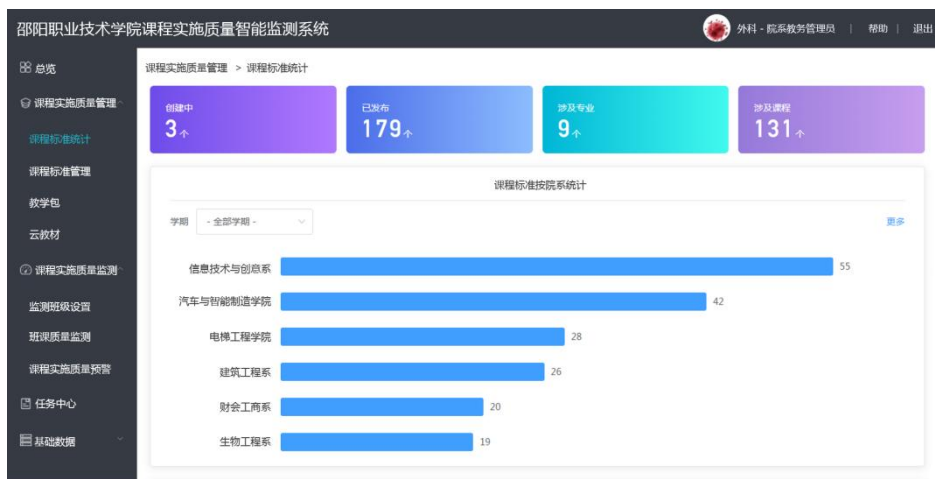 邵阳职业技术学院课程实施质量智能监测系统
外科 - 院系教务管理员 | 帮助 | 退出
总览
课程实施质量管理
课程标准统计
课程标准管理
教学包
云教材
课程实施质量监测
监测班级设置
班课质量监测
课程实施质量预警
任务中心
基础数据
课程实施质量管理 > 课程标准统计
创建中
3个
已发布
179个
涉及专业
9个
涉及课程
131个
课程标准按院系统计
学期 - 全部学期 - 更多
信息技术与创意系 55
汽车与智能制造学院 42
电梯工程学院 28
建筑工程系 26
财会工商系 20
生物工程系 19